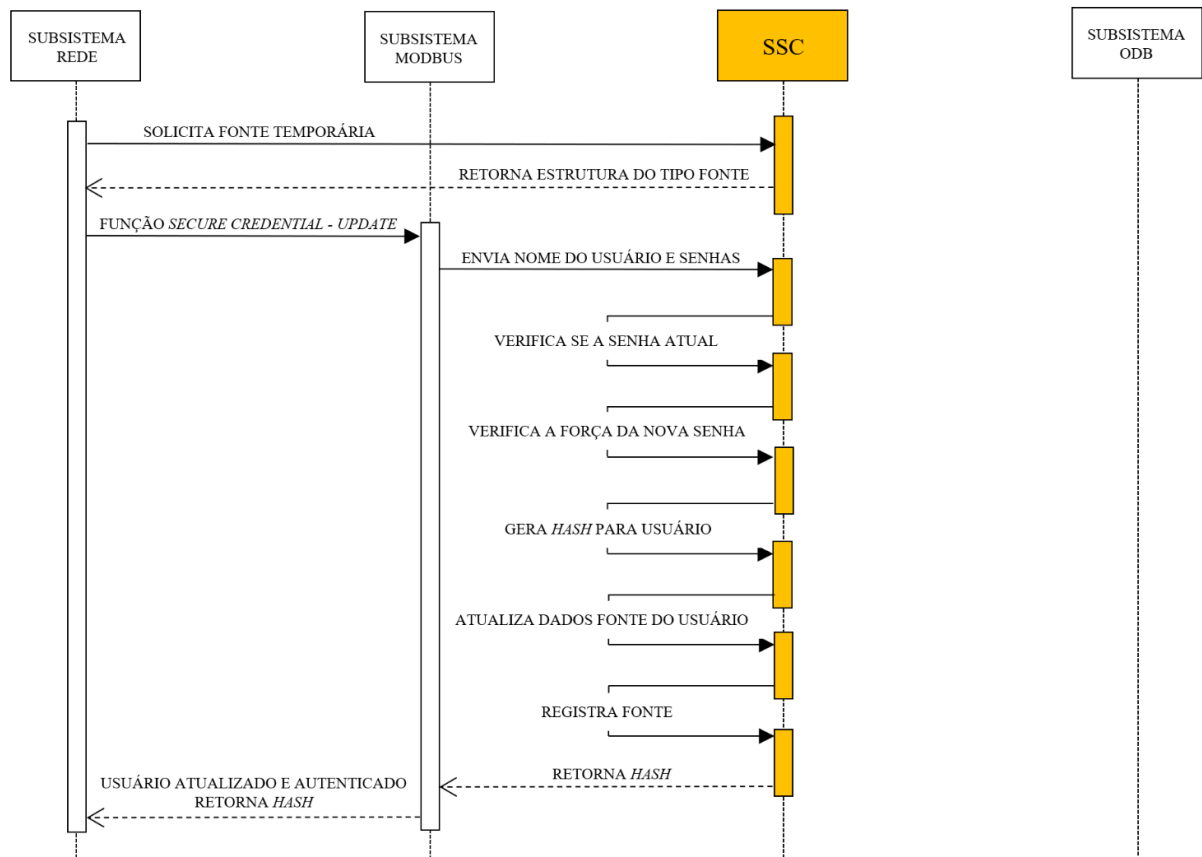 SUBSISTEMA
REDE
SUBSISTEMA
MODBUS
SSC
SUBSISTEMA
ODB
SOLICITA FONTE TEMPORÁRIA
RETORNA ESTRUTURA DO TIPO FONTE
FUNÇÃO SECURE CREDENTIAL - UPDATE
ENVIA NOME DO USUÁRIO E SENHAS
VERIFICA SE A SENHA ATUAL
VERIFICA A FORÇA DA NOVA SENHA
GERA HASH PARA USUÁRIO
ATUALIZA DADOS FONTE DO USUÁRIO
REGISTRA FONTE
RETORNA HASH
USUÁRIO ATUALIZADO E AUTENTICADO
RETORNA HASH